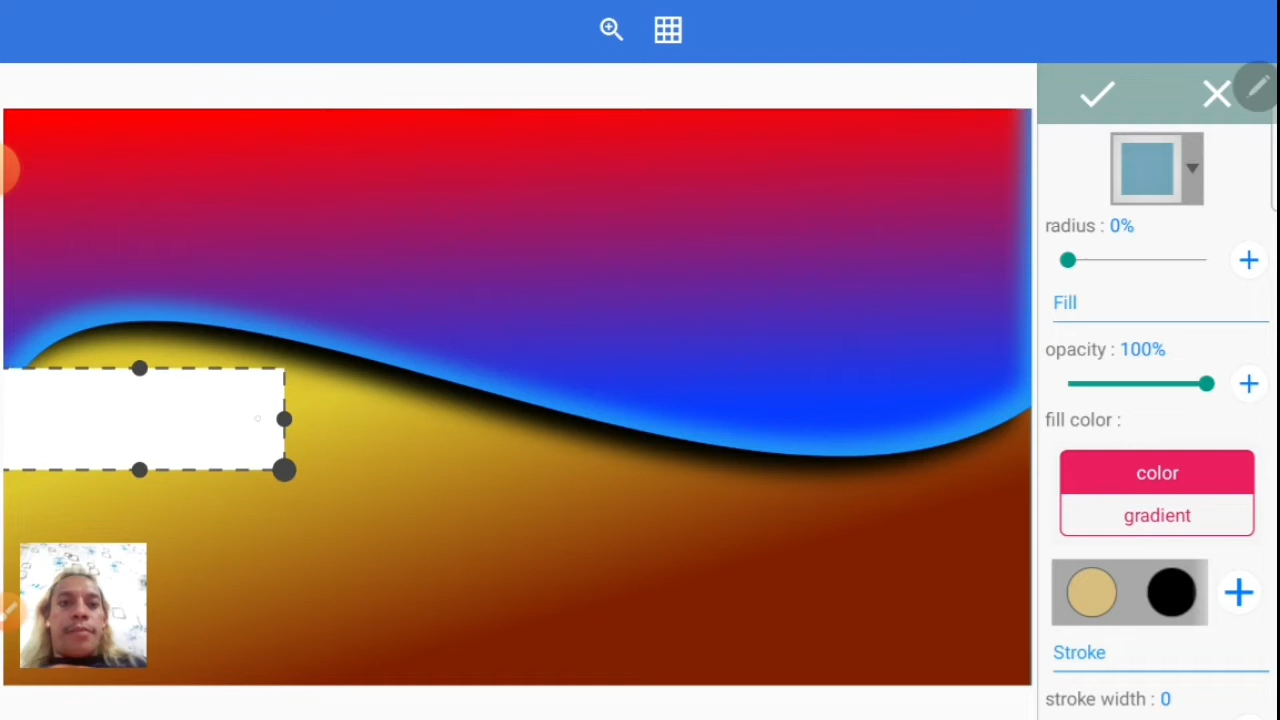 radius : 0%
Fill
opacity : 100%
fill color :
color
gradient
Stroke
stroke width : 0